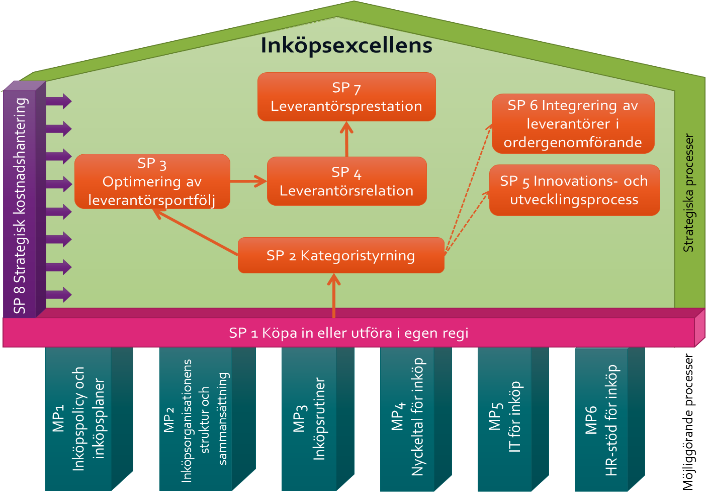 Inköpsexcellens
SP 7
Leverantörsprestation
SP 6 Integrering av
leverantörer i
ordergenomförande
SP 3
Optimering av
leverantörsportfölj
SP 4
Leverantörsrelation
SP 5 Innovations- och
utvecklingsprocess
SP 2 Kategoristyrning
SP 8 Strategisk kostnadshantering
Strategiska processer
SP 1 Köpa in eller utföra i egen regi
MP1
Inköpspolicy och
inköpsplaner
MP2
Inköpsorganisationens
struktur och
sammansättning
MP3
Inköpsrutiner
MP4
Nyckeltal för inköp
MP5
IT för inköp
MP6
HR-stöd för inköp
Möjliggörande processer